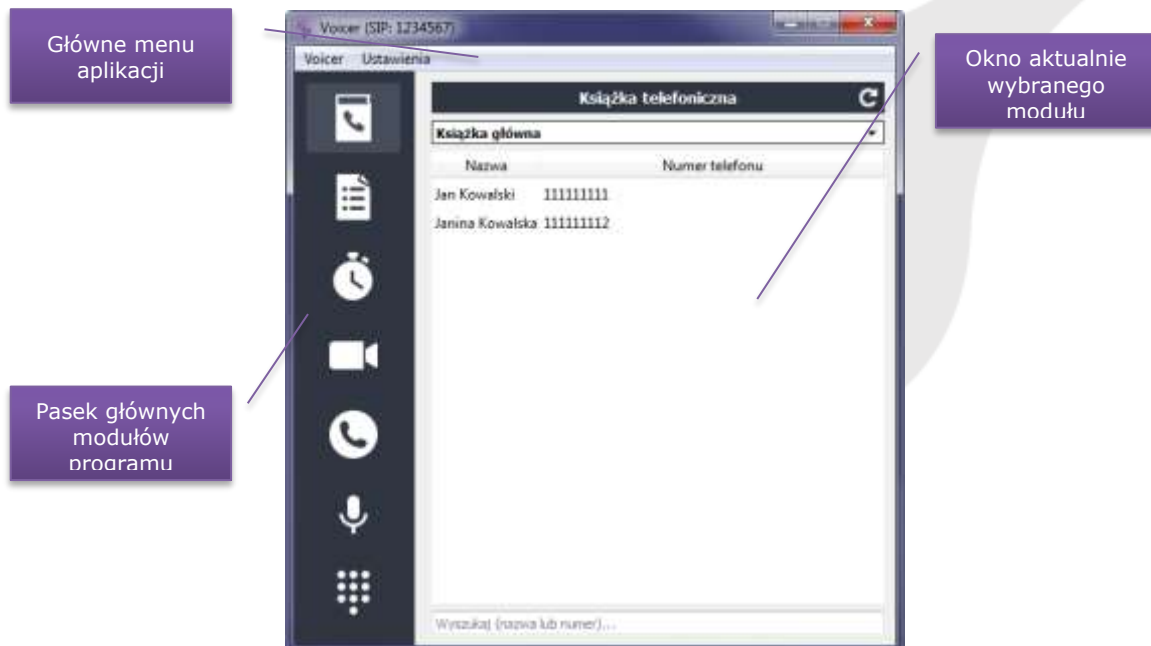 Główne menu
aplikacji
Voicer (SIP: 1234567)
Voicer Ustawienia
Okno aktualnie
wybranego
modułu
Książka telefoniczna
Książka główna
Nazwa Numer telefonu
Jan Kowalski 111111111
Janina Kowalska 111111112
Pasek głównych
modułów
programu
Wyszukaj (nazwa lub numer)...